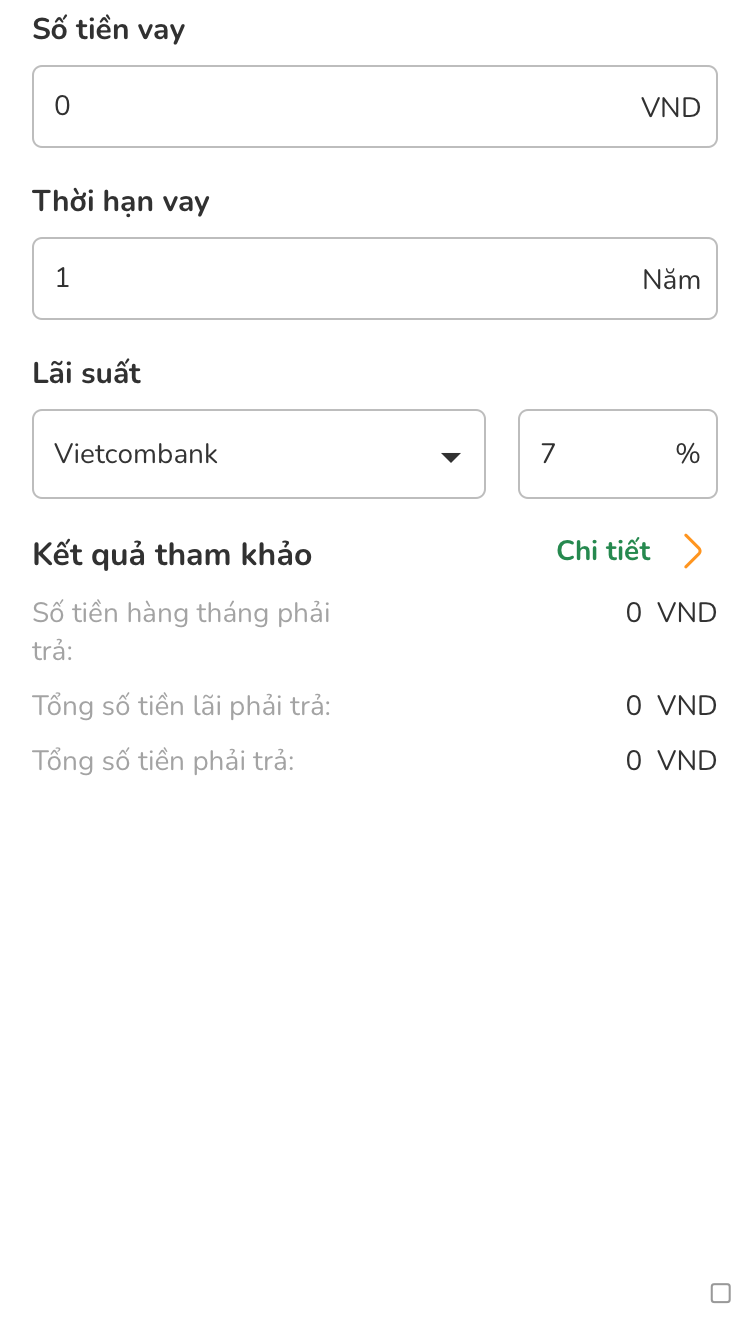 Số tiền vay
0 VND
Thời hạn vay
1 Năm
Lãi suất
Vietcombank 7 %
Kết quả tham khảo Chi tiết
Số tiền hàng tháng phải 0 VND
trả:
Tổng số tiền lãi phải trả: 0 VND
Tổng số tiền phải trả: 0 VND